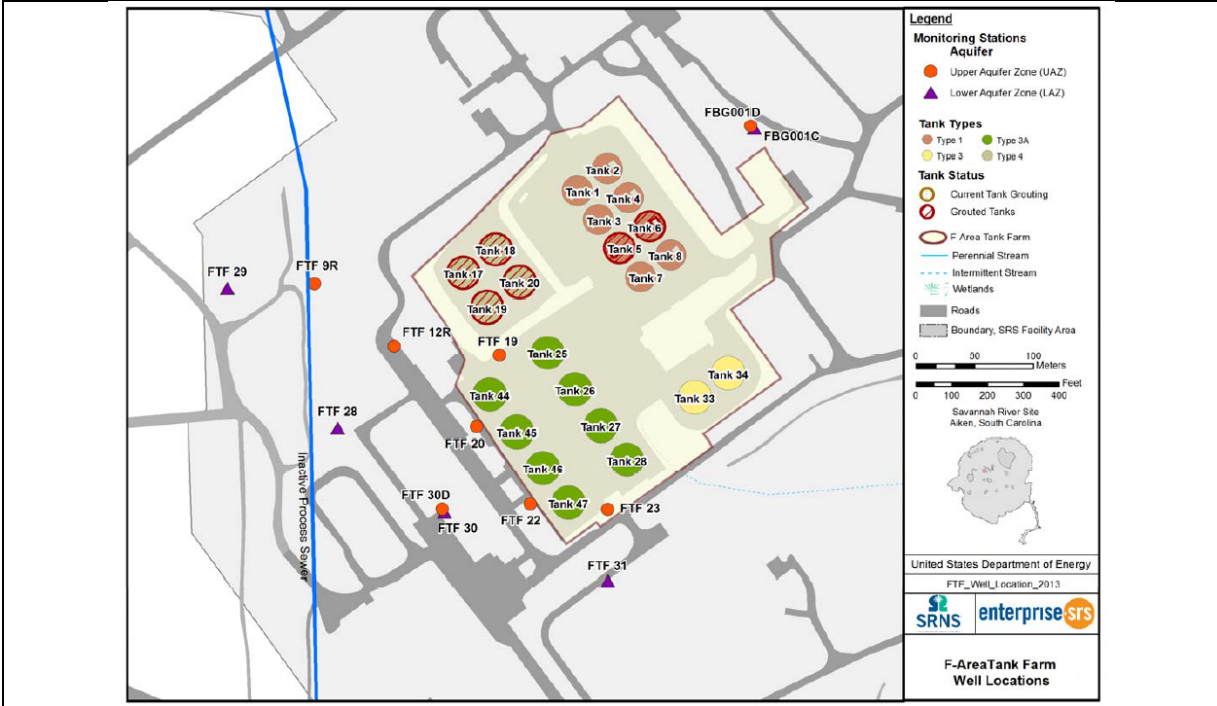 FBG001D
FBG001C
Tank 2
Tank 1
Tank 4
Tank 3
Tank 6
Tank 5
Tank 8
Tank 7
Tank 18
Tank 17
Tank 20
Tank 19
FTF 29
FTF 9R
FTF 12R
FTF 19
Tank 25
Tank 34
Tank 33
Tank 44
Tank 26
FTF 28
Tank 45
Tank 27
FTF 20
Tank 46
Tank 28
FTF 30D
Tank 47
FTF 30
FTF 22
FTF 23
FTF 31
Inactive Process Sewer
Legend
Monitoring Stations
Aquifer
Upper Aquifer Zone (UAZ)
Lower Aquifer Zone (LAZ)
Tank Types
Type 1
Type 3A
Type 3
Type 4
Tank Status
Current Tank Grouting
Grouted Tanks
F-Area Tank Farm
Perennial Stream
Intermittent Stream
Wetlands
Roads
Boundary, SRS Facility Area
0 50 100
Meters
Feet
0 100 200 300 400
Savannah River Site
Aiken, South Carolina
United States Department of Energy
FTF_Well_Location_2013
SRNS
enterprise.srs
F-AreaTank Farm
Well Locations